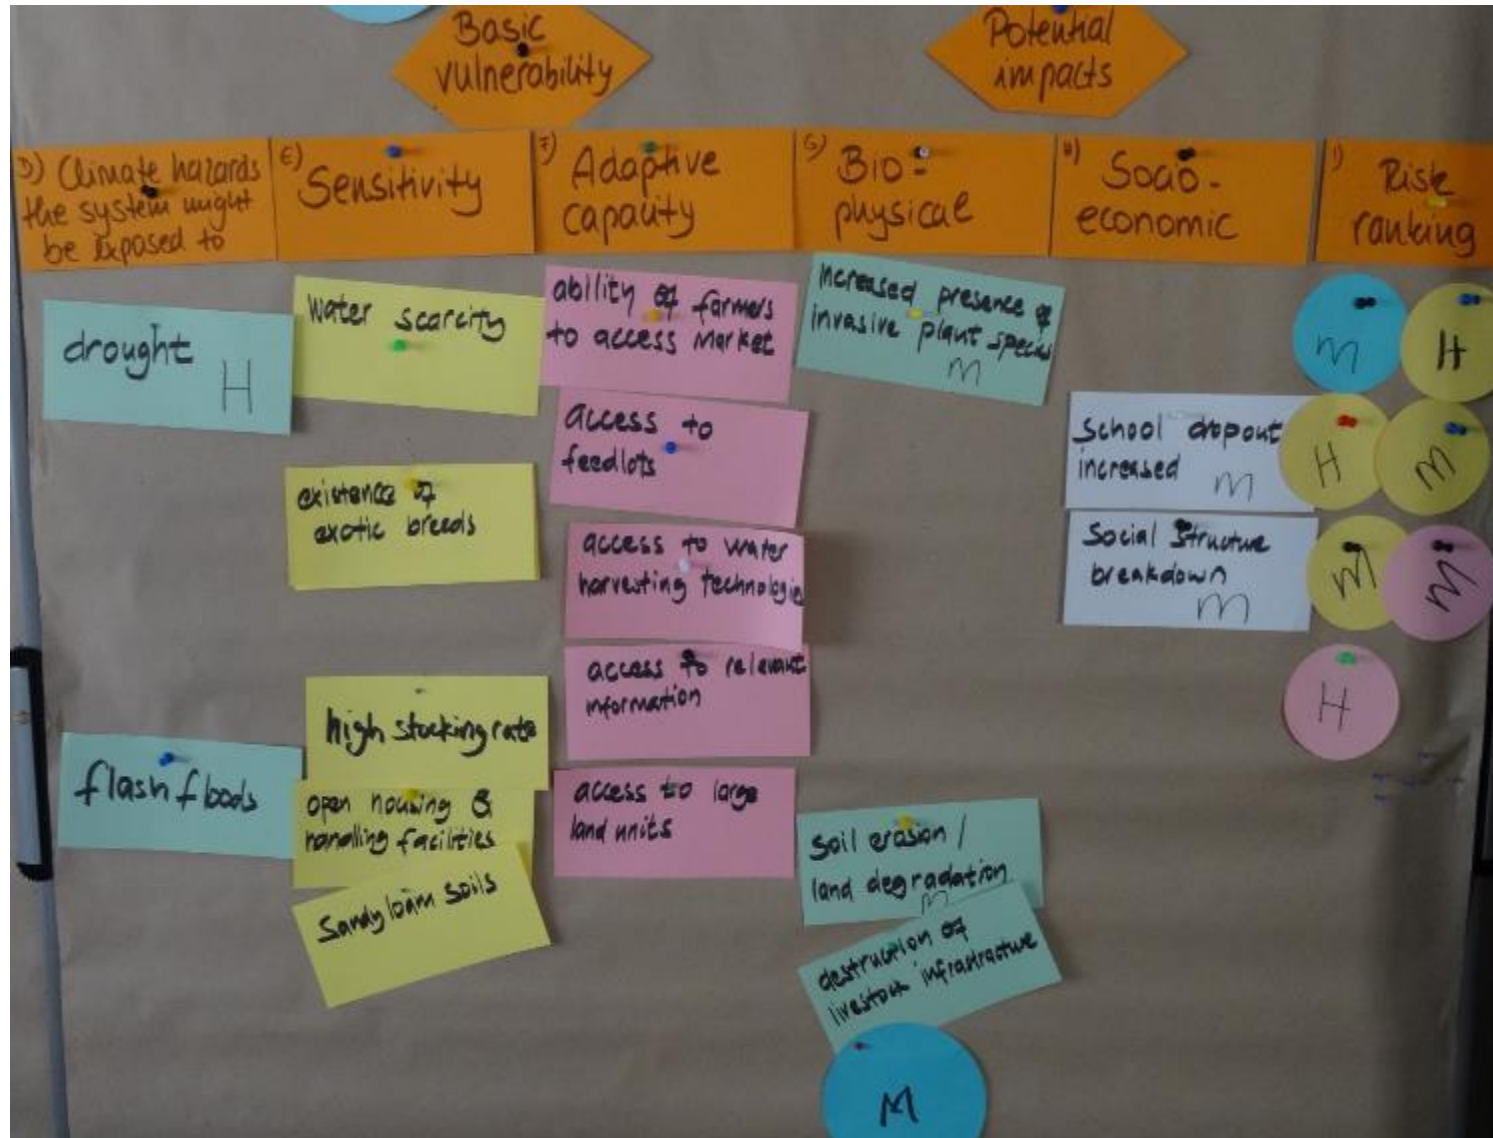 Basic
vulnerability
Potential
impacts
D) Climate hazards
the system might
be exposed to
E)
Sensitivity
F) Adaptive
capacity
G) Bio-
physical
H) Socio-
economic
I) Risk
ranking
drought H
Water scarcity
ability of farmers
to access Market
increased presence of
invasive plant species
M
M
H
access to
feedlots
School dropout
increased M
H
M
existence of
exotic breeds
access to water
harvesting technologies
Social Structure
breakdown
M
M
M
access to relevant
information
H
high stocking rate
flash floods
open housing &
handling facilities
access to large
land units
Sandy loam soils
Soil erosion /
land degradation
M
destruction of
livestock infrastructure
M